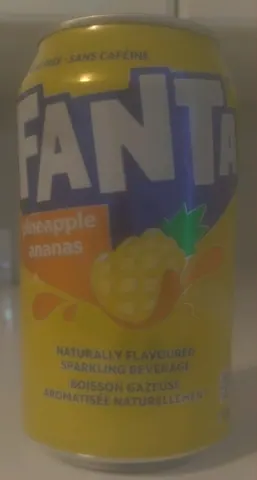 SANS CAFÉINE
FANTA
pineapple
ananas
NATURALLY FLAVOURED
SPARKLING BEVERAGE
BOISSON GAZEUSE
AROMATISÉE NATURELLEMENT